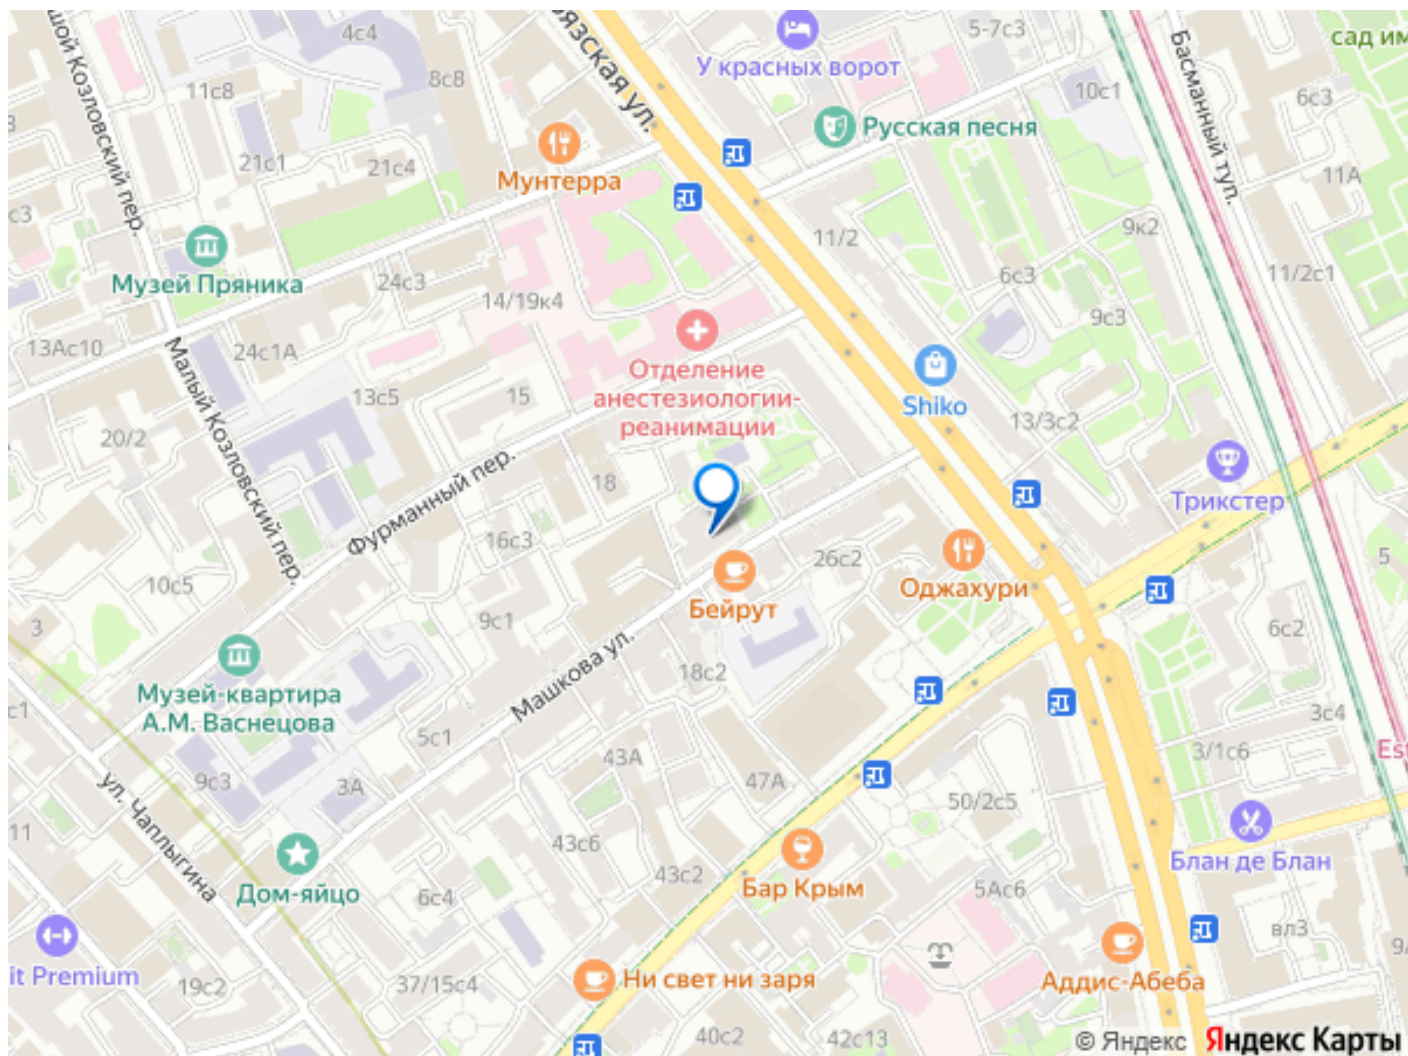 4с4
5-7с3
сад им
У красных ворот
8с8
11с8
10с1
6с3
Русская песня
Басманный туп.
21с1
21с4
Мунтерра
11А
с3
9к2
11/2
Музей Пряника
24с3
6с3
11/2с1
14/19к4
9с3
13Ас10
24с1А
Отделение
анестезиологии-
реанимации
Малый Козловский пер.
13с5
15
Shiko
13/3с2
20/2
Фурманный пер.
18
Трикстер
16с3
26с2
Оджахури
5
10с5
Бейрут
9с1
3
6с2
Машкова ул.
18с2
Музей-квартира
А.М. Васнецова
с1
5с1
3с4
3/1с6
Est
43А
9с3
3А
47А
50/2с5
ул. Чаплыгина
11
43с6
Блан де Блан
43с2
Бар Крым
Дом-яйцо
6с4
5Ас6
вл3
9/
it Premium
19с2
37/15с4
Ни свет ни заря
Аддис-Абеба
40с2
42с13
© Яндекс Яндекс Карты